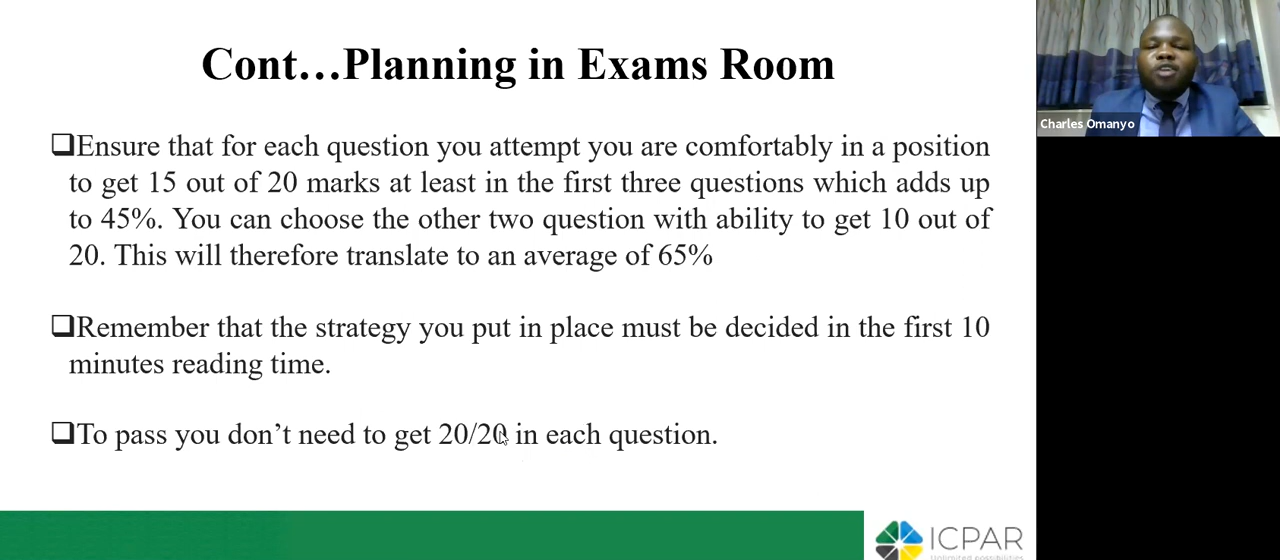 Cont…Planning in Exams Room
Ensure that for each question you attempt you are comfortably in a position
to get 15 out of 20 marks at least in the first three questions which adds up
to 45%. You can choose the other two question with ability to get 10 out of
20. This will therefore translate to an average of 65%
Remember that the strategy you put in place must be decided in the first 10
minutes reading time.
To pass you don’t need to get 20/20 in each question.
Charles Omanyo
ICPAR
Unlimited possibilities